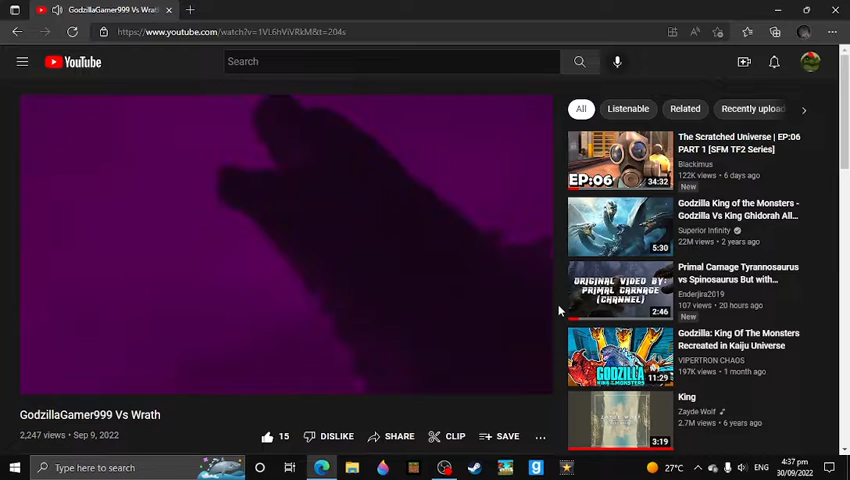 GodzillaGamer999 Vs Wrath
https://www.youtube.com/watch?v=1VL6hViVRkM&t=204s
YouTube
Search
All
Listenable
Related
Recently upload
EP:06
34:32
The Scratched Universe | EP:06
PART 1 [SFM TF2 Series]
Blackimus
122K views • 6 days ago
New
5:30
Godzilla King of the Monsters -
Godzilla Vs King Ghidorah All...
Superior Infinity
22M views • 2 years ago
ORIGINAL VIDEO BY:
PRIMAL CARNAGE
(CHANNEL)
2:46
Primal Carnage Tyrannosaurus
vs Spinosaurus But with...
Enderjira2019
107 views • 20 hours ago
New
GODZILLA
KING OF THE MONSTERS
11:29
Godzilla: King Of The Monsters
Recreated in Kaiju Universe
VIPERTRON CHAOS
197K views • 1 month ago
3:19
King
Zayde Wolf
2.7M views • 6 years ago
GodzillaGamer999 Vs Wrath
2,247 views • Sep 9, 2022
15
DISLIKE
SHARE
CLIP
SAVE
Type here to search
27°C
ENG
4:37 pm
30/09/2022